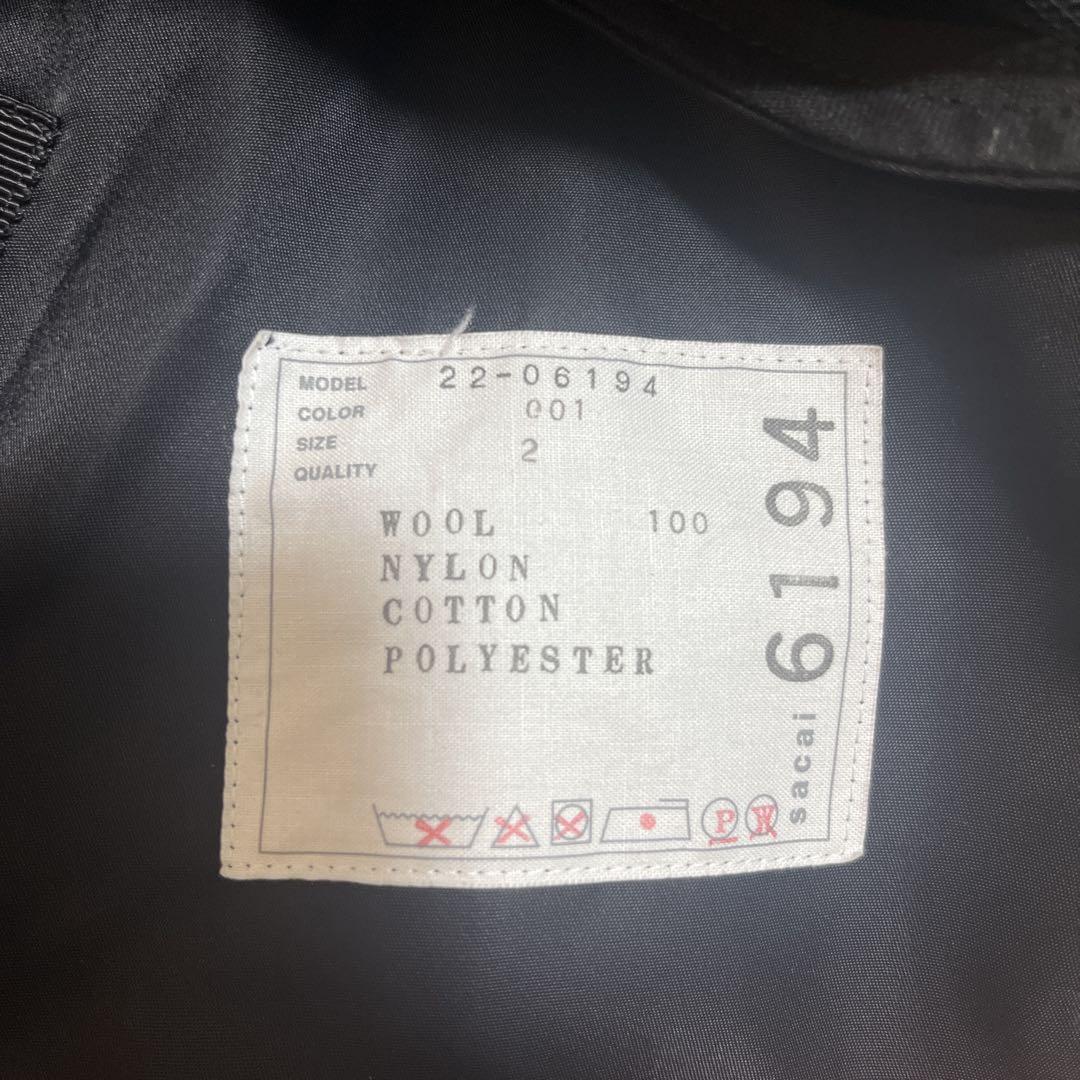 MODEL 22-06194
COLOR 001
SIZE 2
QUALITY
WOOL 100
NYLON
COTTON
POLYESTER
sacai 6194
P W